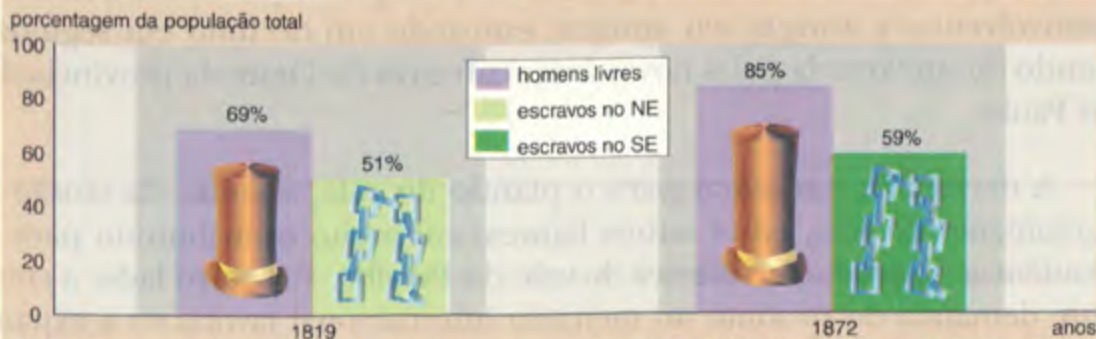 porcentagem da população total
100
80
60
40
20
0
69%
51%
homens livres
escravos no NE
escravos no SE
85%
59%
1819
1872
anos